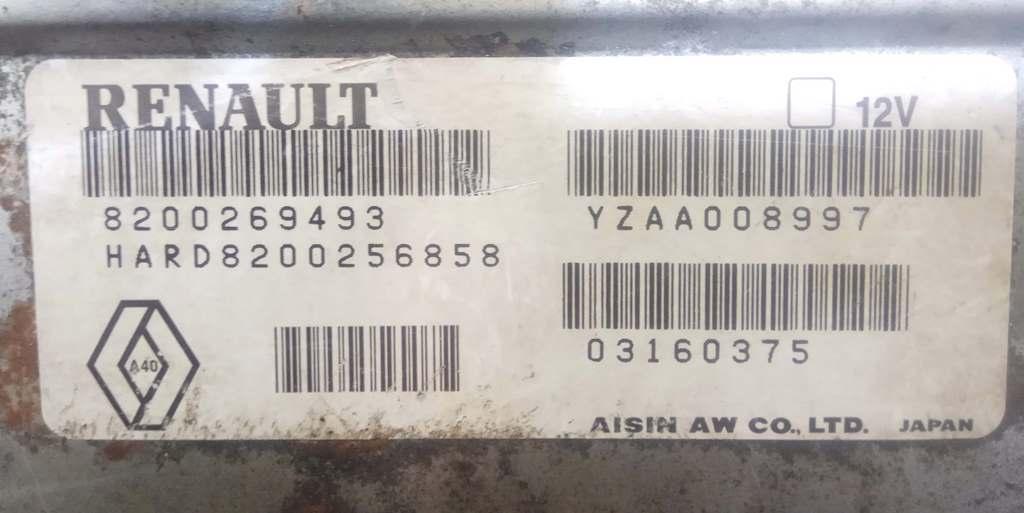 RENAULT
12V
8200269493
HARD8200256858
YZAA008997
03160375
A40
AISIN AW CO., LTD. JAPAN